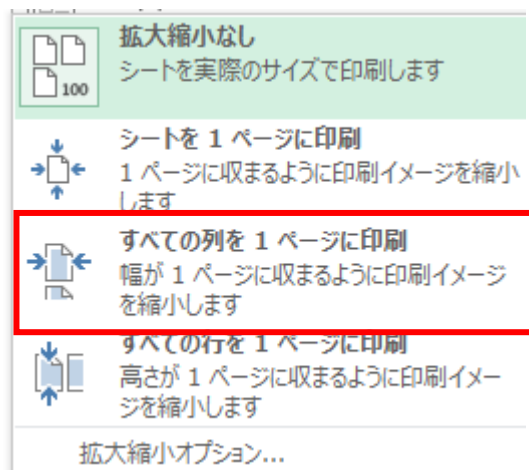 拡大縮小なし
シートを実際のサイズで印刷します
100
シートを 1 ページに印刷
1 ページに収まるように印刷イメージを縮小
します
すべての列を 1 ページに印刷
幅が 1 ページに収まるように印刷イメージ
を縮小します
すべての行を 1 ページに印刷
高さが 1 ページに収まるように印刷イメー
ジを縮小します
拡大縮小オプション...